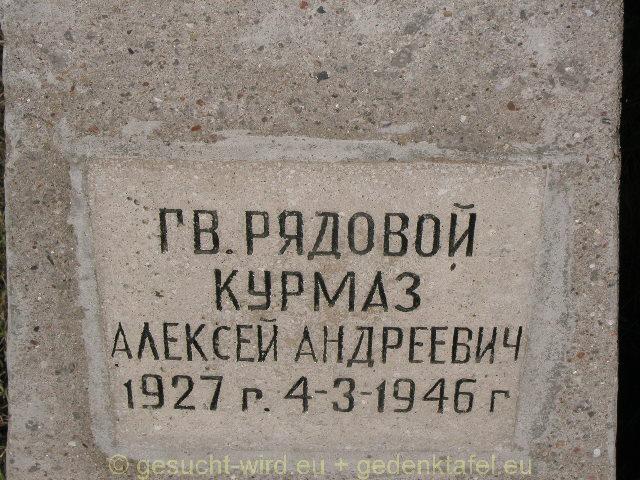 ГВ. РЯДОВОЙ
КУРМАЗ
АЛЕКСЕЙ АНДРЕЕВИЧ
1927 г. 4-3-1946 г
© gesucht-wird.eu + gedenktafel.eu